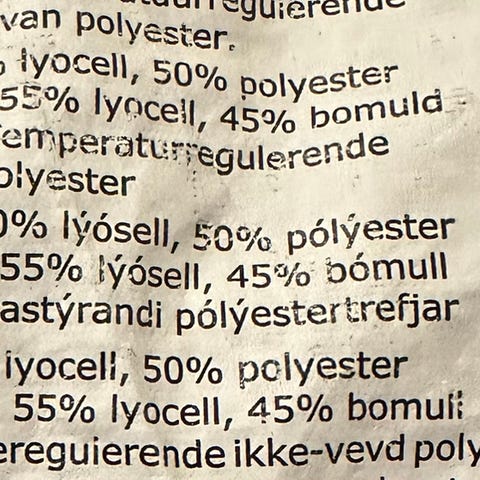 van polyester.
% lyocell, 50% polyester
55% lyocell, 45% bomuld
emperaturregulerende
olyester
0% lýósell, 50% pólýester
55% lýósell, 45% bómull
astýrandi pólýestertrefjar
lyocell, 50% polyester
55% lyocell, 45% bomull
ereguierende ikke-vevd poly